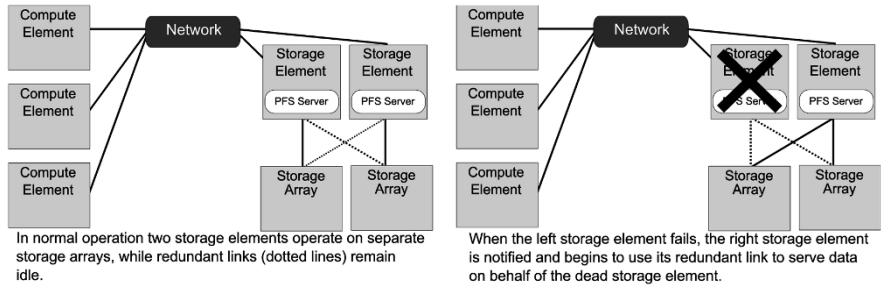 Compute
Element
Network
Storage
Element
PFS Server
Storage
Element
PFS Server
Compute
Element
Compute
Element
Storage
Array
Storage
Array
In normal operation two storage elements operate on separate
storage arrays, while redundant links (dotted lines) remain
idle.
Compute
Element
Network
Storage
Element
PFS Server
Storage
Element
PFS Server
Compute
Element
Compute
Element
Storage
Array
Storage
Array
When the left storage element fails, the right storage element
is notified and begins to use its redundant link to serve data
on behalf of the dead storage element.